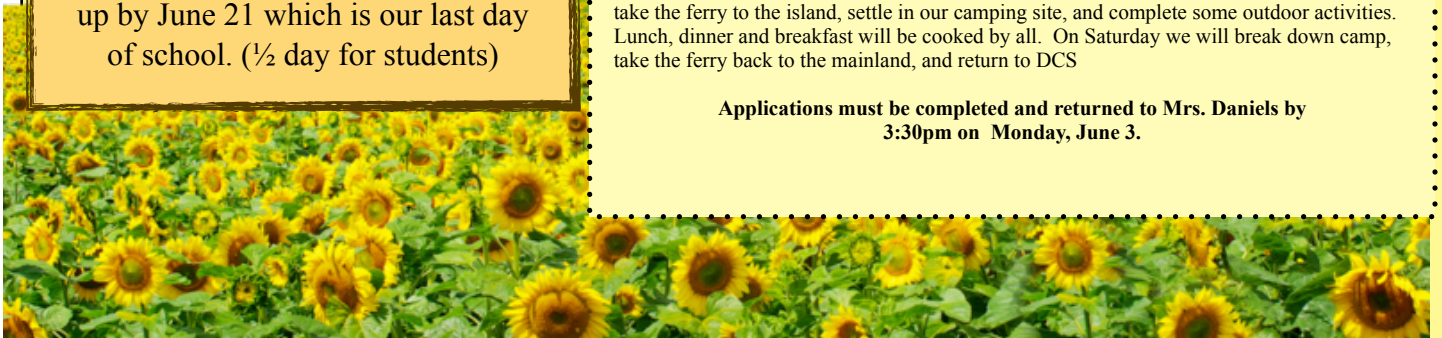 up by June 21 which is our last day
of school. (½ day for students)
take the ferry to the island, settle in our camping site, and complete some outdoor activities.
Lunch, dinner and breakfast will be cooked by all.  On Saturday we will break down camp,
take the ferry back to the mainland, and return to DCS
Applications must be completed and returned to Mrs. Daniels by
3:30pm on  Monday, June 3.